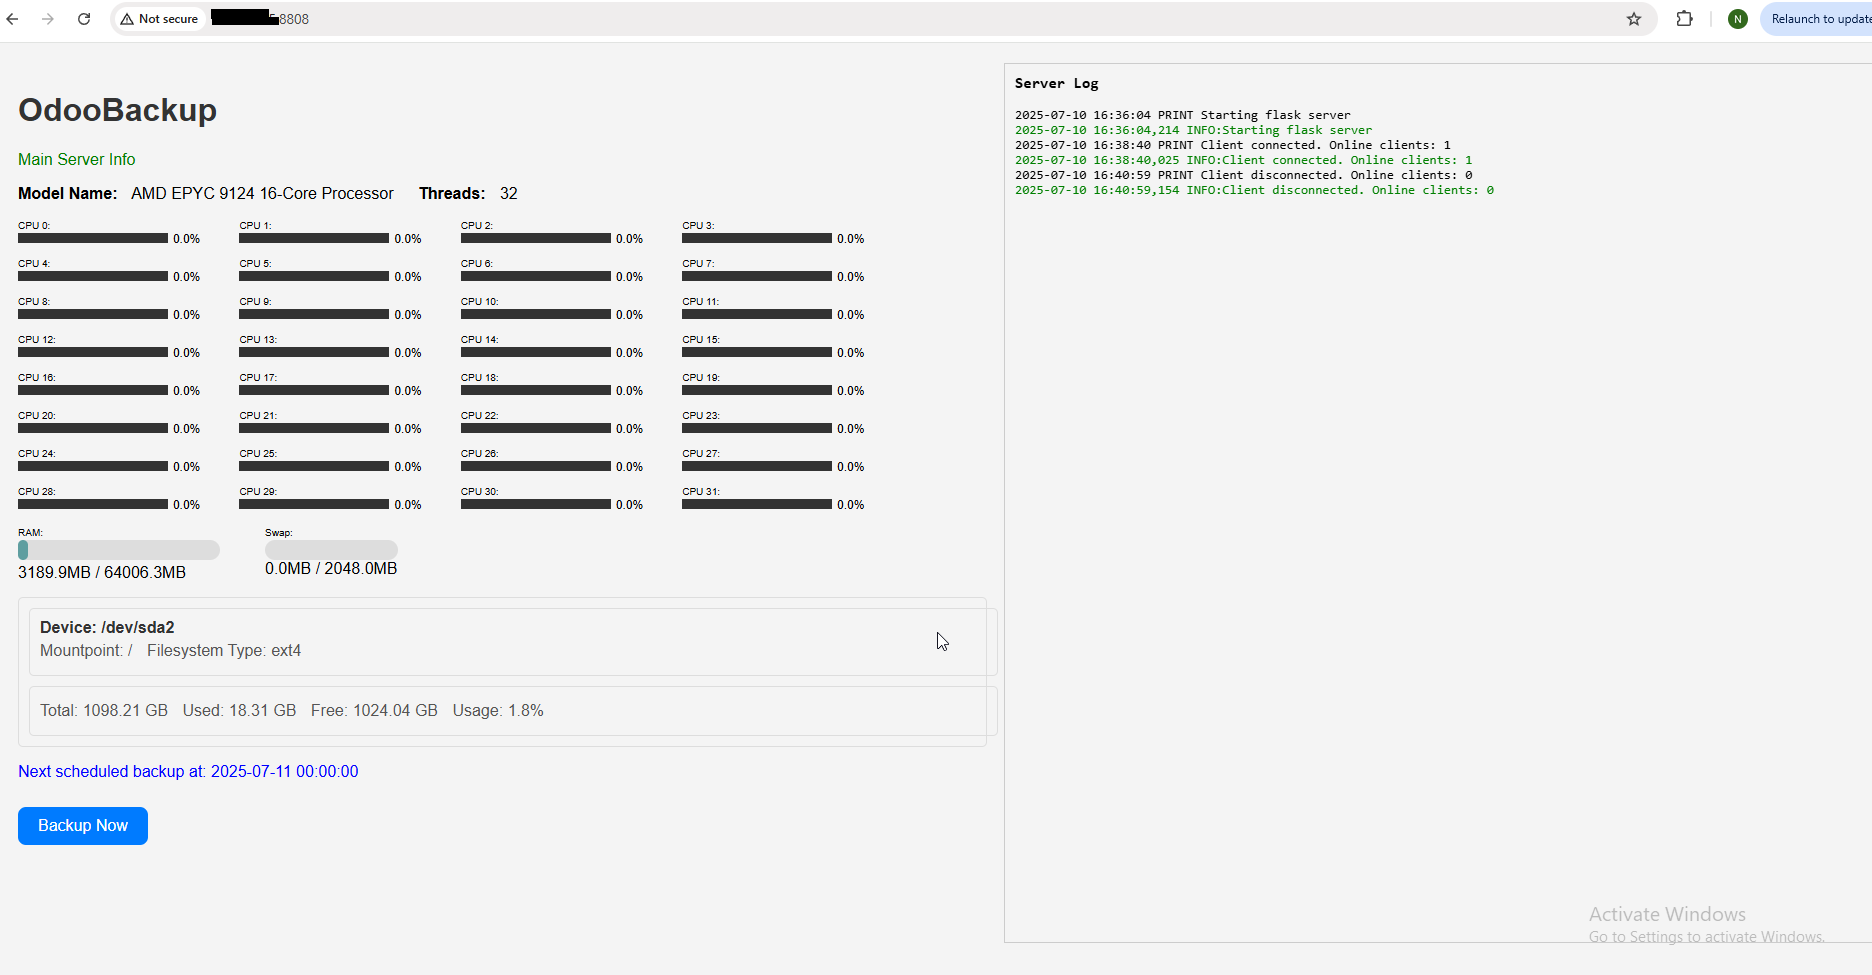 Not secure :8808 N Relaunch to update
OdooBackup
Main Server Info
Model Name: AMD EPYC 9124 16-Core Processor Threads: 32
CPU 0: CPU 1: CPU 2: CPU 3:
0.0% 0.0% 0.0% 0.0%
CPU 4: CPU 5: CPU 6: CPU 7:
0.0% 0.0% 0.0% 0.0%
CPU 8: CPU 9: CPU 10: CPU 11:
0.0% 0.0% 0.0% 0.0%
CPU 12: CPU 13: CPU 14: CPU 15:
0.0% 0.0% 0.0% 0.0%
CPU 16: CPU 17: CPU 18: CPU 19:
0.0% 0.0% 0.0% 0.0%
CPU 20: CPU 21: CPU 22: CPU 23:
0.0% 0.0% 0.0% 0.0%
CPU 24: CPU 25: CPU 26: CPU 27:
0.0% 0.0% 0.0% 0.0%
CPU 28: CPU 29: CPU 30: CPU 31:
0.0% 0.0% 0.0% 0.0%
RAM: Swap:
3189.9MB / 64006.3MB 0.0MB / 2048.0MB
Device: /dev/sda2
Mountpoint: / Filesystem Type: ext4
Total: 1098.21 GB Used: 18.31 GB Free: 1024.04 GB Usage: 1.8%
Next scheduled backup at: 2025-07-11 00:00:00
Backup Now
Server Log
2025-07-10 16:36:04 PRINT Starting flask server
2025-07-10 16:36:04,214 INFO:Starting flask server
2025-07-10 16:38:40 PRINT Client connected. Online clients: 1
2025-07-10 16:38:40,025 INFO:Client connected. Online clients: 1
2025-07-10 16:40:59 PRINT Client disconnected. Online clients: 0
2025-07-10 16:40:59,154 INFO:Client disconnected. Online clients: 0
Activate Windows
Go to Settings to activate Windows.